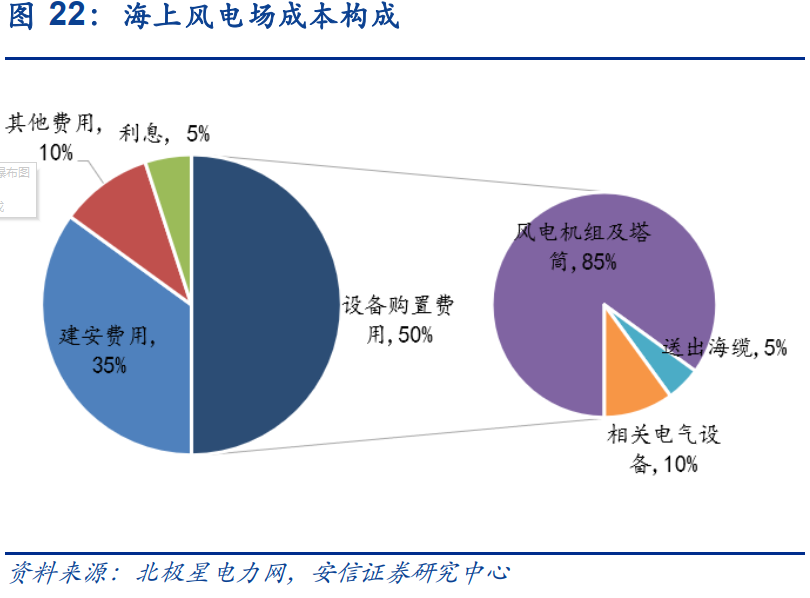 图 22：海上风电场成本构成
其他费用,
10%
利息, 5%
瀑布图
建安费用,
35%
设备购置费
用,50%
风电机组及塔
筒,85%
送出海缆,5%
相关电气设
备,10%
资料来源：北极星电力网，安信证券研究中心